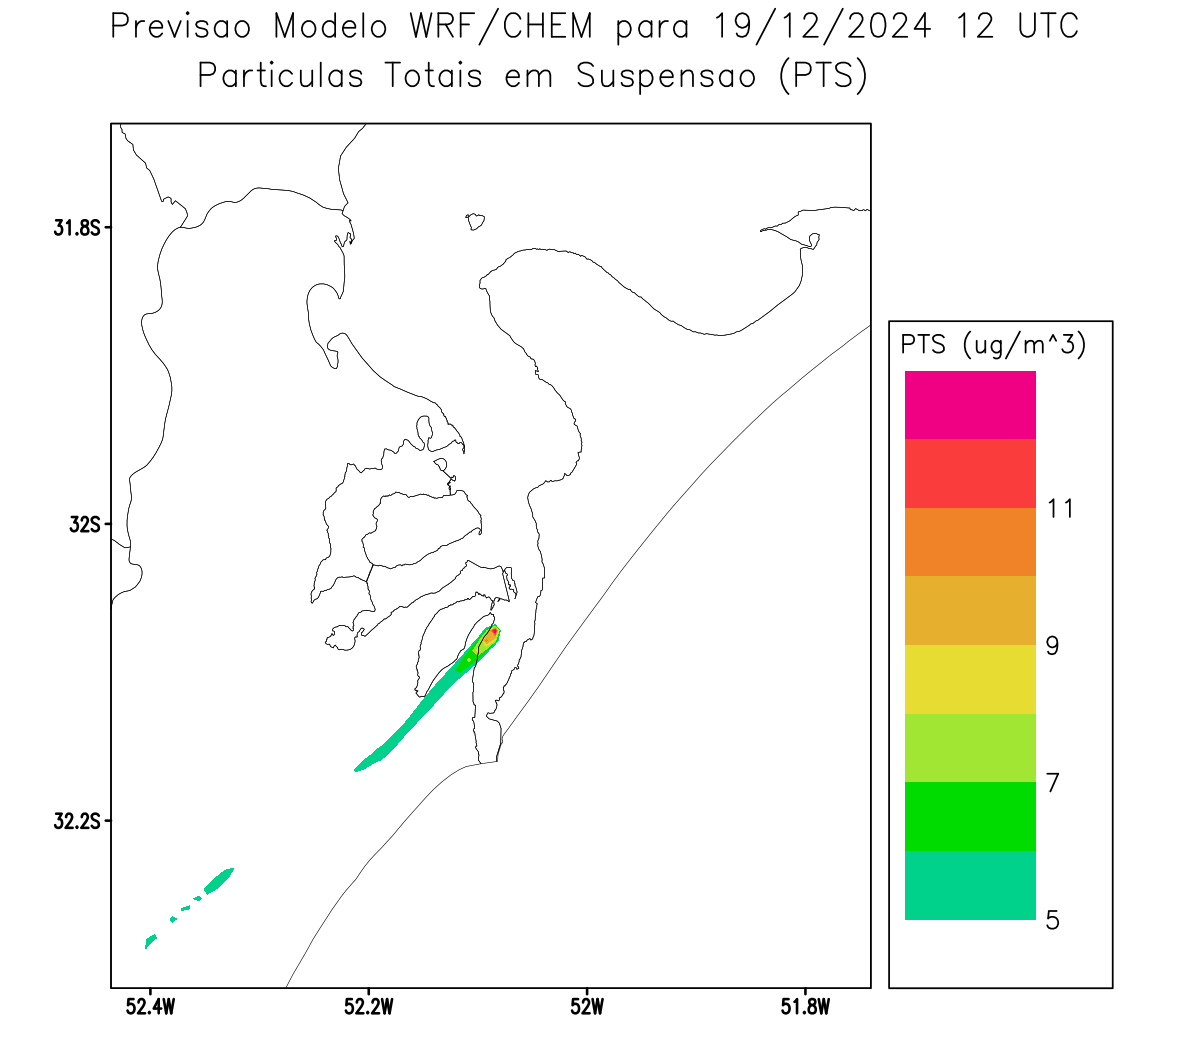 Previsao Modelo WRF/CHEM para 19/12/2024 12 UTC
Particulas Totais em Suspensao (PTS)
31.8S
32S
32.2S
52.4W
52.2W
52W
51.8W
PTS (ug/m^3)
11
9
7
5